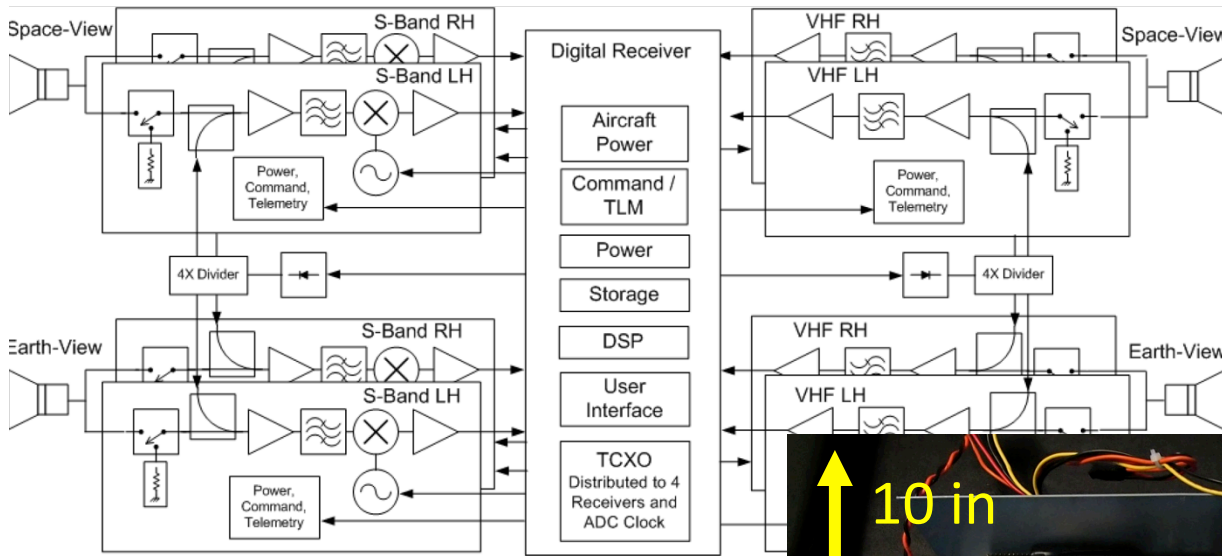 Space-View
S-Band RH
S-Band LH
Power,
Command,
Telemetry
4X Divider
Earth-View
S-Band RH
S-Band LH
Power,
Command,
Telemetry
Digital Receiver
Aircraft
Power
Command /
TLM
Power
Storage
DSP
User
Interface
TCXO
Distributed to 4
Receivers and
ADC Clock
VHF RH
VHF LH
Space-View
Power,
Command,
Telemetry
4X Divider
VHF RH
VHF LH
Earth-View
10 in